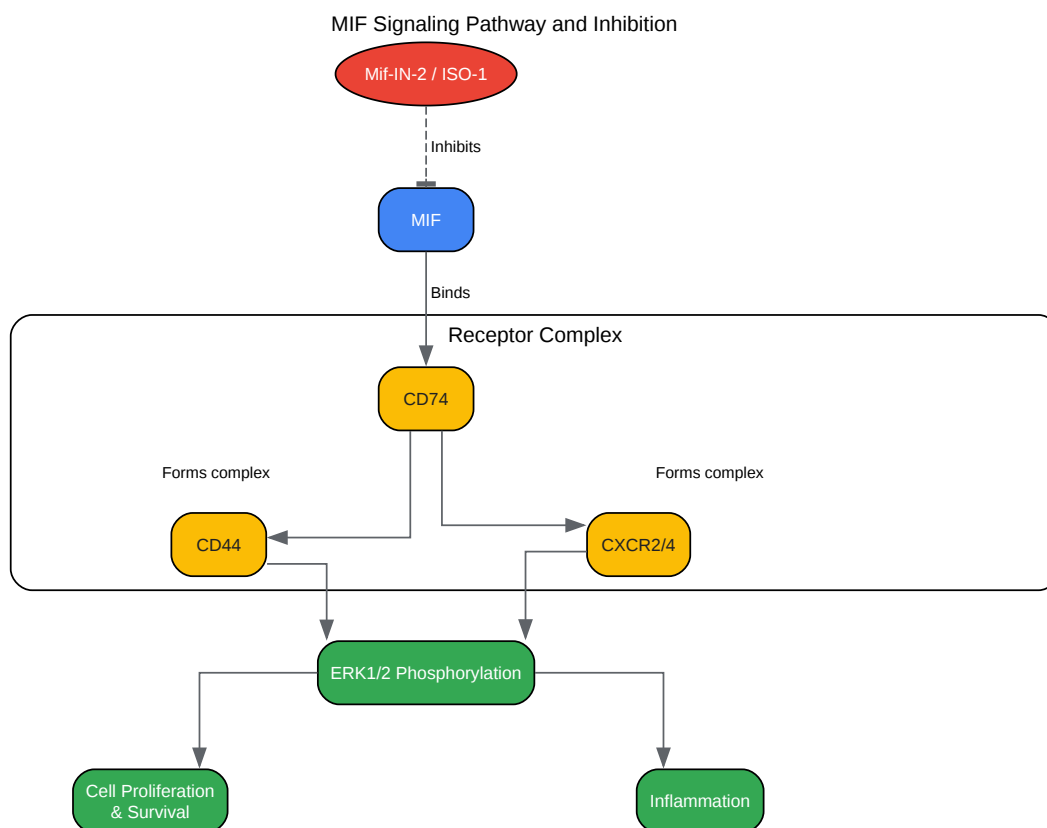 MIF Signaling Pathway and Inhibition
Mif-IN-2 / ISO-1
Inhibits
MIF
Binds
Receptor Complex
CD74
Forms complex
Forms complex
CD44
CXCR2/4
ERK1/2 Phosphorylation
Cell Proliferation
& Survival
Inflammation